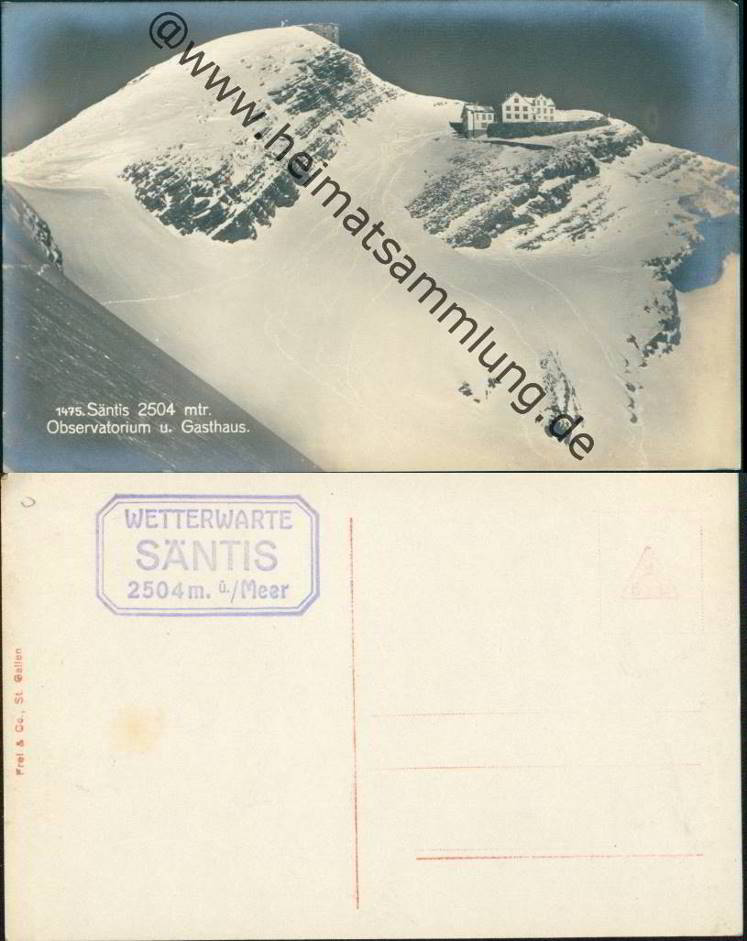 @www.heimatsammlung.de
1475. Säntis 2504 mtr.
Observatorium u. Gasthaus.
WETTERWARTE
SÄNTIS
2504 m. ü./Meer
Frei & Co., St. Gallen